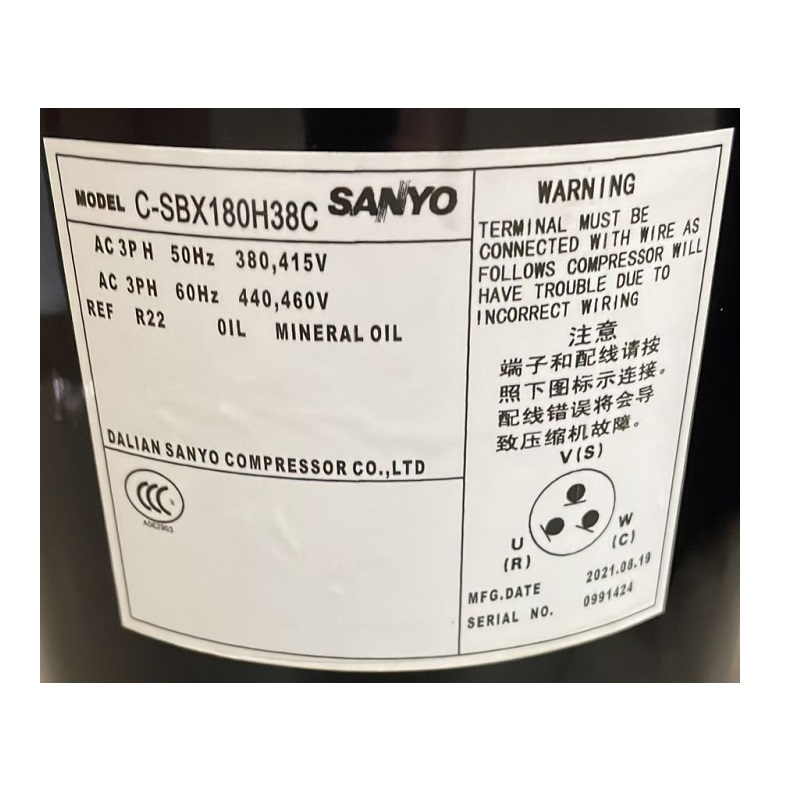 MODEL C-SBX180H38C SANYO
AC 3PH 50Hz 380,415V
AC 3PH 60Hz 440,460V
REF R22 OIL MINERAL OIL
DALIAN SANYO COMPRESSOR CO.,LTD
CCC
WARNING
TERMINAL MUST BE
CONNECTED WITH WIRE AS
FOLLOWS COMPRESSOR WILL
HAVE TROUBLE DUE TO
INCORRECT WIRING
注意
端子和配线请按
照下图标示连接。
配线错误将会导
致压缩机故障。
V(S)
U
(R)
W
(C)
MFG.DATE 2021.08.19
SERIAL NO. 0991424